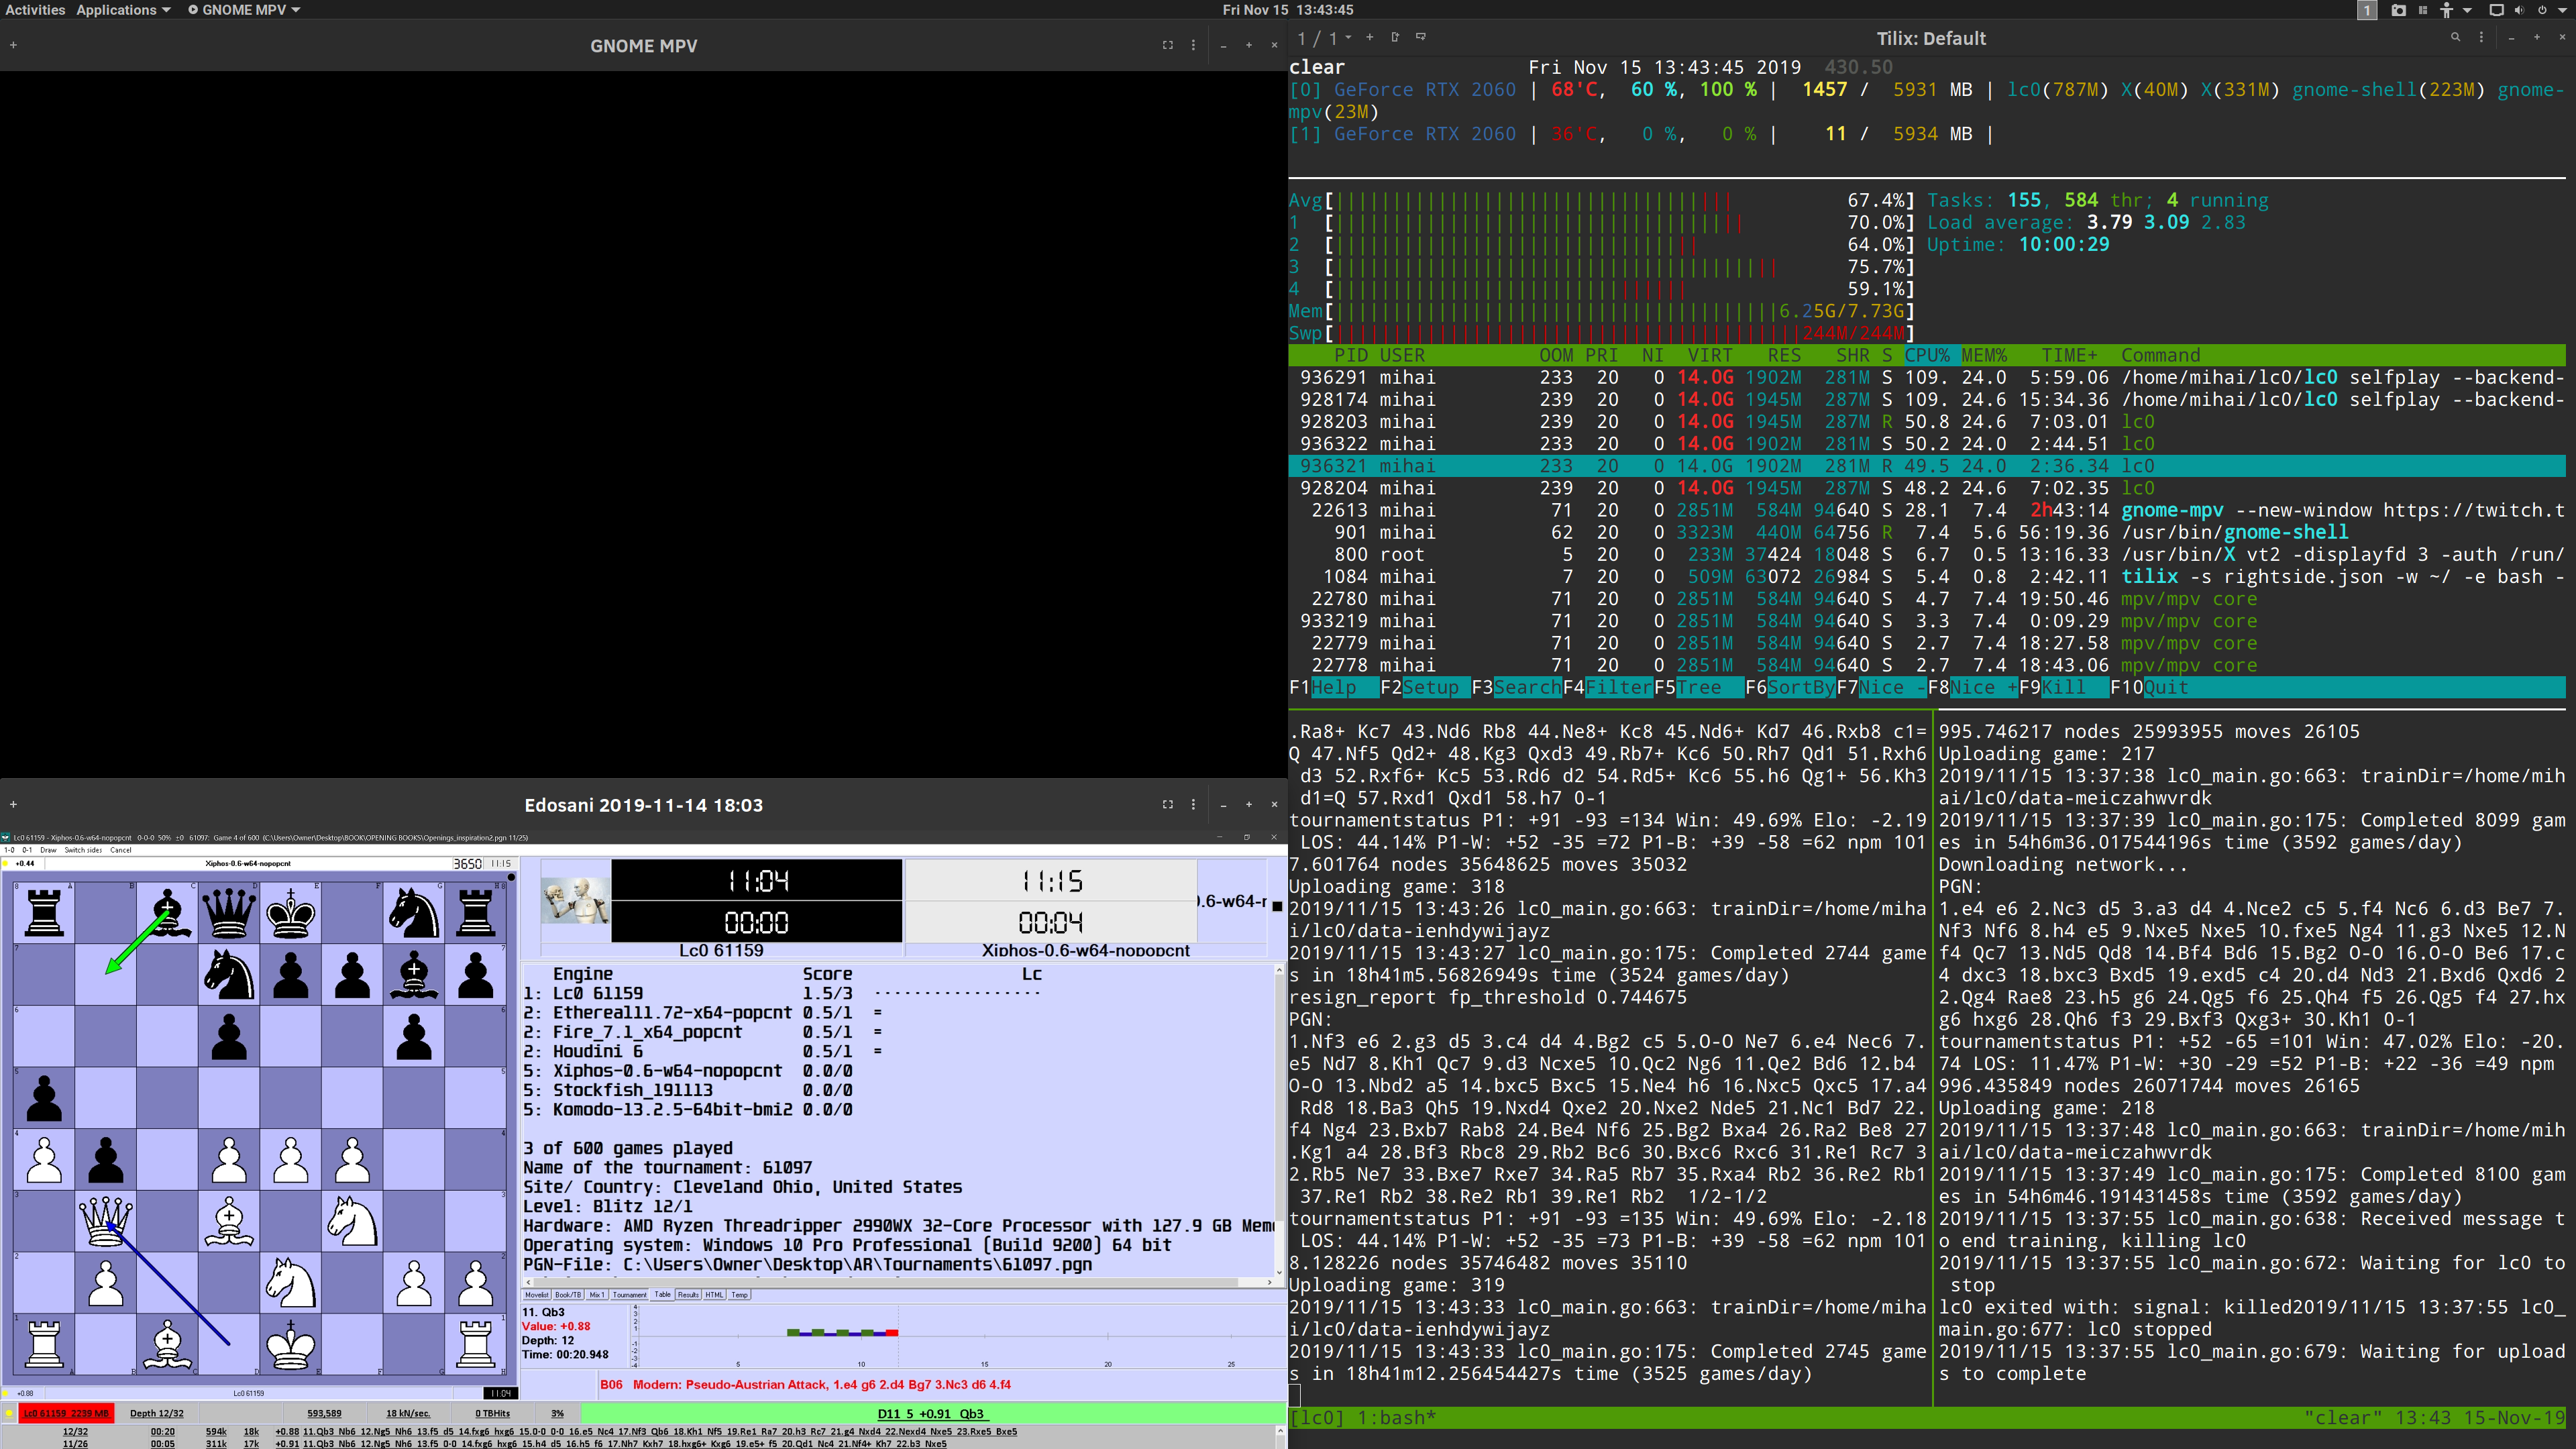 Activities Applications GNOME MPV Fri Nov 15 13:43:45 1
GNOME MPV
1 / 1 Tilix: Default
clear Fri Nov 15 13:43:45 2019 430.50
[0] GeForce RTX 2060 | 68'C, 60 %, 100 % | 1457 / 5931 MB | lc0(787M) X(40M) X(331M) gnome-shell(223M) gnome-
mpv(23M)
[1] GeForce RTX 2060 | 36'C, 0 %, 0 % | 11 / 5934 MB |
Avg[ 67.4%] Tasks: 155, 584 thr; 4 running
1 [ 70.0%] Load average: 3.79 3.09 2.83
2 [ 64.0%] Uptime: 10:00:29
3 [ 75.7%]
4 [ 59.1%]
Mem[ 6.25G/7.73G]
Swp[ 244M/244M]
PID USER OOM PRI NI VIRT RES SHR S CPU% MEM% TIME+ Command
936291 mihai 233 20 0 14.0G 1902M 281M S 109. 24.0 5:59.06 /home/mihai/lc0/lc0 selfplay --backend-
928174 mihai 239 20 0 14.0G 1945M 287M S 109. 24.6 15:34.36 /home/mihai/lc0/lc0 selfplay --backend-
928203 mihai 239 20 0 14.0G 1945M 287M R 50.8 24.6 7:03.01 lc0
936322 mihai 233 20 0 14.0G 1902M 281M S 50.2 24.0 2:44.51 lc0
936321 mihai 233 20 0 14.0G 1902M 281M R 49.5 24.0 2:36.34 lc0
928204 mihai 239 20 0 14.0G 1945M 287M S 48.2 24.6 7:02.35 lc0
22613 mihai 71 20 0 2851M 584M 94640 S 28.1 7.4 2h43:14 gnome-mpv --new-window https://twitch.t
901 mihai 62 20 0 3323M 440M 64756 R 7.4 5.6 56:19.36 /usr/bin/gnome-shell
800 root 5 20 0 233M 37424 18048 S 6.7 0.5 13:16.33 /usr/bin/X vt2 -displayfd 3 -auth /run/
1084 mihai 7 20 0 509M 63072 26984 S 5.4 0.8 2:42.11 tilix -s rightside.json -w ~/ -e bash -
22780 mihai 71 20 0 2851M 584M 94640 S 4.7 7.4 19:50.46 mpv/mpv core
933219 mihai 71 20 0 2851M 584M 94640 S 3.3 7.4 0:09.29 mpv/mpv core
22779 mihai 71 20 0 2851M 584M 94640 S 2.7 7.4 18:27.58 mpv/mpv core
22778 mihai 71 20 0 2851M 584M 94640 S 2.7 7.4 18:43.06 mpv/mpv core
F1Help F2Setup F3SearchF4FilterF5Tree F6SortByF7Nice -F8Nice +F9Kill F10Quit
.Ra8+ Kc7 43.Nd6 Rb8 44.Ne8+ Kc8 45.Nd6+ Kd7 46.Rxb8 c1=
Q 47.Nf5 Qd2+ 48.Kg3 Qxd3 49.Rb7+ Kc6 50.Rh7 Qd1 51.Rxh6
d3 52.Rxf6+ Kc5 53.Rd6 d2 54.Rd5+ Kc6 55.h6 Qg1+ 56.Kh3
d1=Q 57.Rxd1 Qxd1 58.h7 0-1
tournamentstatus P1: +91 -93 =134 Win: 49.69% Elo: -2.19
LOS: 44.14% P1-W: +52 -35 =72 P1-B: +39 -58 =62 npm 101
7.601764 nodes 35648625 moves 35032
Uploading game: 318
2019/11/15 13:43:26 lc0_main.go:663: trainDir=/home/miha
i/lc0/data-ienhdywijayz
2019/11/15 13:43:27 lc0_main.go:175: Completed 2744 game
s in 18h41m5.56826949s time (3524 games/day)
resign_report fp_threshold 0.744675
PGN:
1.Nf3 e6 2.g3 d5 3.c4 d4 4.Bg2 c5 5.O-O Ne7 6.e4 Nec6 7.
e5 Nd7 8.Kh1 Qc7 9.d3 Ncxe5 10.Qc2 Ng6 11.Qe2 Bd6 12.b4
O-O 13.Nbd2 a5 14.bxc5 Bxc5 15.Ne4 h6 16.Nxc5 Qxc5 17.a4
Rd8 18.Ba3 Qh5 19.Nxd4 Qxe2 20.Nxe2 Nde5 21.Nc1 Bd7 22.
f4 Ng4 23.Bxb7 Rab8 24.Be4 Nf6 25.Bg2 Bxa4 26.Ra2 Be8 27
.Kg1 a4 28.Bf3 Rbc8 29.Rb2 Bc6 30.Bxc6 Rxc6 31.Re1 Rc7 3
2.Rb5 Ne7 33.Bxe7 Rxe7 34.Ra5 Rb7 35.Rxa4 Rb2 36.Re2 Rb1
37.Re1 Rb2 38.Re2 Rb1 39.Re1 Rb2 1/2-1/2
tournamentstatus P1: +91 -93 =135 Win: 49.69% Elo: -2.18
LOS: 44.14% P1-W: +52 -35 =73 P1-B: +39 -58 =62 npm 101
8.128226 nodes 35746482 moves 35110
Uploading game: 319
2019/11/15 13:43:33 lc0_main.go:663: trainDir=/home/miha
i/lc0/data-ienhdywijayz
2019/11/15 13:43:33 lc0_main.go:175: Completed 2745 game
s in 18h41m12.256454427s time (3525 games/day)
995.746217 nodes 25993955 moves 26105
Uploading game: 217
2019/11/15 13:37:38 lc0_main.go:663: trainDir=/home/mih
ai/lc0/data-meiczahwvrdk
2019/11/15 13:37:39 lc0_main.go:175: Completed 8099 gam
es in 54h6m36.017544196s time (3592 games/day)
Downloading network...
PGN:
1.e4 e6 2.Nc3 d5 3.a3 d4 4.Nce2 c5 5.f4 Nc6 6.d3 Be7 7.
Nf3 Nf6 8.h4 e5 9.Nxe5 Nxe5 10.fxe5 Ng4 11.g3 Nxe5 12.N
f4 Qc7 13.Nd5 Qd8 14.Bf4 Bd6 15.Bg2 O-O 16.O-O Be6 17.c
4 dxc3 18.bxc3 Bxd5 19.exd5 c4 20.d4 Nd3 21.Bxd6 Qxd6 2
2.Qg4 Rae8 23.h5 g6 24.Qg5 f6 25.Qh4 f5 26.Qg5 f4 27.hx
g6 hxg6 28.Qh6 f3 29.Bxf3 Qxg3+ 30.Kh1 0-1
tournamentstatus P1: +52 -65 =101 Win: 47.02% Elo: -20.
74 LOS: 11.47% P1-W: +30 -29 =52 P1-B: +22 -36 =49 npm
996.435849 nodes 26071744 moves 26165
Uploading game: 218
2019/11/15 13:37:48 lc0_main.go:663: trainDir=/home/mih
ai/lc0/data-meiczahwvrdk
2019/11/15 13:37:49 lc0_main.go:175: Completed 8100 gam
es in 54h6m46.191431458s time (3592 games/day)
2019/11/15 13:37:55 lc0_main.go:638: Received message t
o end training, killing lc0
2019/11/15 13:37:55 lc0_main.go:672: Waiting for lc0 to
stop
lc0 exited with: signal: killed2019/11/15 13:37:55 lc0_
main.go:677: lc0 stopped
2019/11/15 13:37:55 lc0_main.go:679: Waiting for upload
s to complete
[lc0] 1:bash* "clear" 13:43 15-Nov-19
Edosani 2019-11-14 18:03
Lc0 61159 - Xiphos-0.6-w64-nopopcnt 0-0-0 50% ±0 61097: Game 4 of 600 (C:\Users\Owner\Desktop\BOOK\OPENING BOOKS\Openings_inspiration2.pgn 11/25)
1-0 0-1 Draw Switch sides Cancel
+0.44 Xiphos-0.6-w64-nopopcnt 3650 11:15
11:04 11:15
00:00 00:04
).6-w64-r
Lc0 61159 Xiphos-0.6-w64-nopopcnt
Engine Score Lc
1: Lc0 61159 1.5/3 -----------------
2: Ethereal11.72-x64-popcnt 0.5/1 =
2: Fire_7.1_x64_popcnt 0.5/1 =
2: Houdini 6 0.5/1 =
5: Xiphos-0.6-w64-nopopcnt 0.0/0
5: Stockfish_191113 0.0/0
5: Komodo-13.2.5-64bit-bmi2 0.0/0
3 of 600 games played
Name of the tournament: 61097
Site/ Country: Cleveland Ohio, United States
Level: Blitz 12/1
Hardware: AMD Ryzen Threadripper 2990WX 32-Core Processor with 127.9 GB Mem
Operating system: Windows 10 Pro Professional (Build 9200) 64 bit
PGN-File: C:\Users\Owner\Desktop\AR\Tournaments\61097.pgn
Movelist Book/TB Mix 1 Tournament Table Results HTML Temp
11. Qb3
Value: +0.88
Depth: 12
Time: 00:20.948
5 10 15 20 25
B06 Modern: Pseudo-Austrian Attack, 1.e4 g6 2.d4 Bg7 3.Nc3 d6 4.f4
+0.88 Lc0 61159 11:04
Lc0 61159 2239 MB Depth 12/32 593,589 18 kN/sec. 0 TBHits 3% D11 5 +0.91 Qb3
12/32 00:20 594k 18k +0.88 11.Qb3 Nb6 12.Ng5 Nh6 13.f5 d5 14.fxg6 hxg6 15.0-0 0-0 16.e5 Nc4 17.Nf3 Qb6 18.Kh1 Nf5 19.Re1 Ra7 20.h3 Rc7 21.g4 Nxd4 22.Nexd4 Nxe5 23.Rxe5 Bxe5
11/26 00:05 311k 17k +0.91 11.Qb3 Nb6 12.Ng5 Nh6 13.f5 0-0 14.fxg6 hxg6 15.h4 d5 16.h5 f6 17.Nh7 Kxh7 18.hxg6+ Kxg6 19.e5+ f5 20.Qd1 Nc4 21.Nf4+ Kh7 22.b3 Nxe5